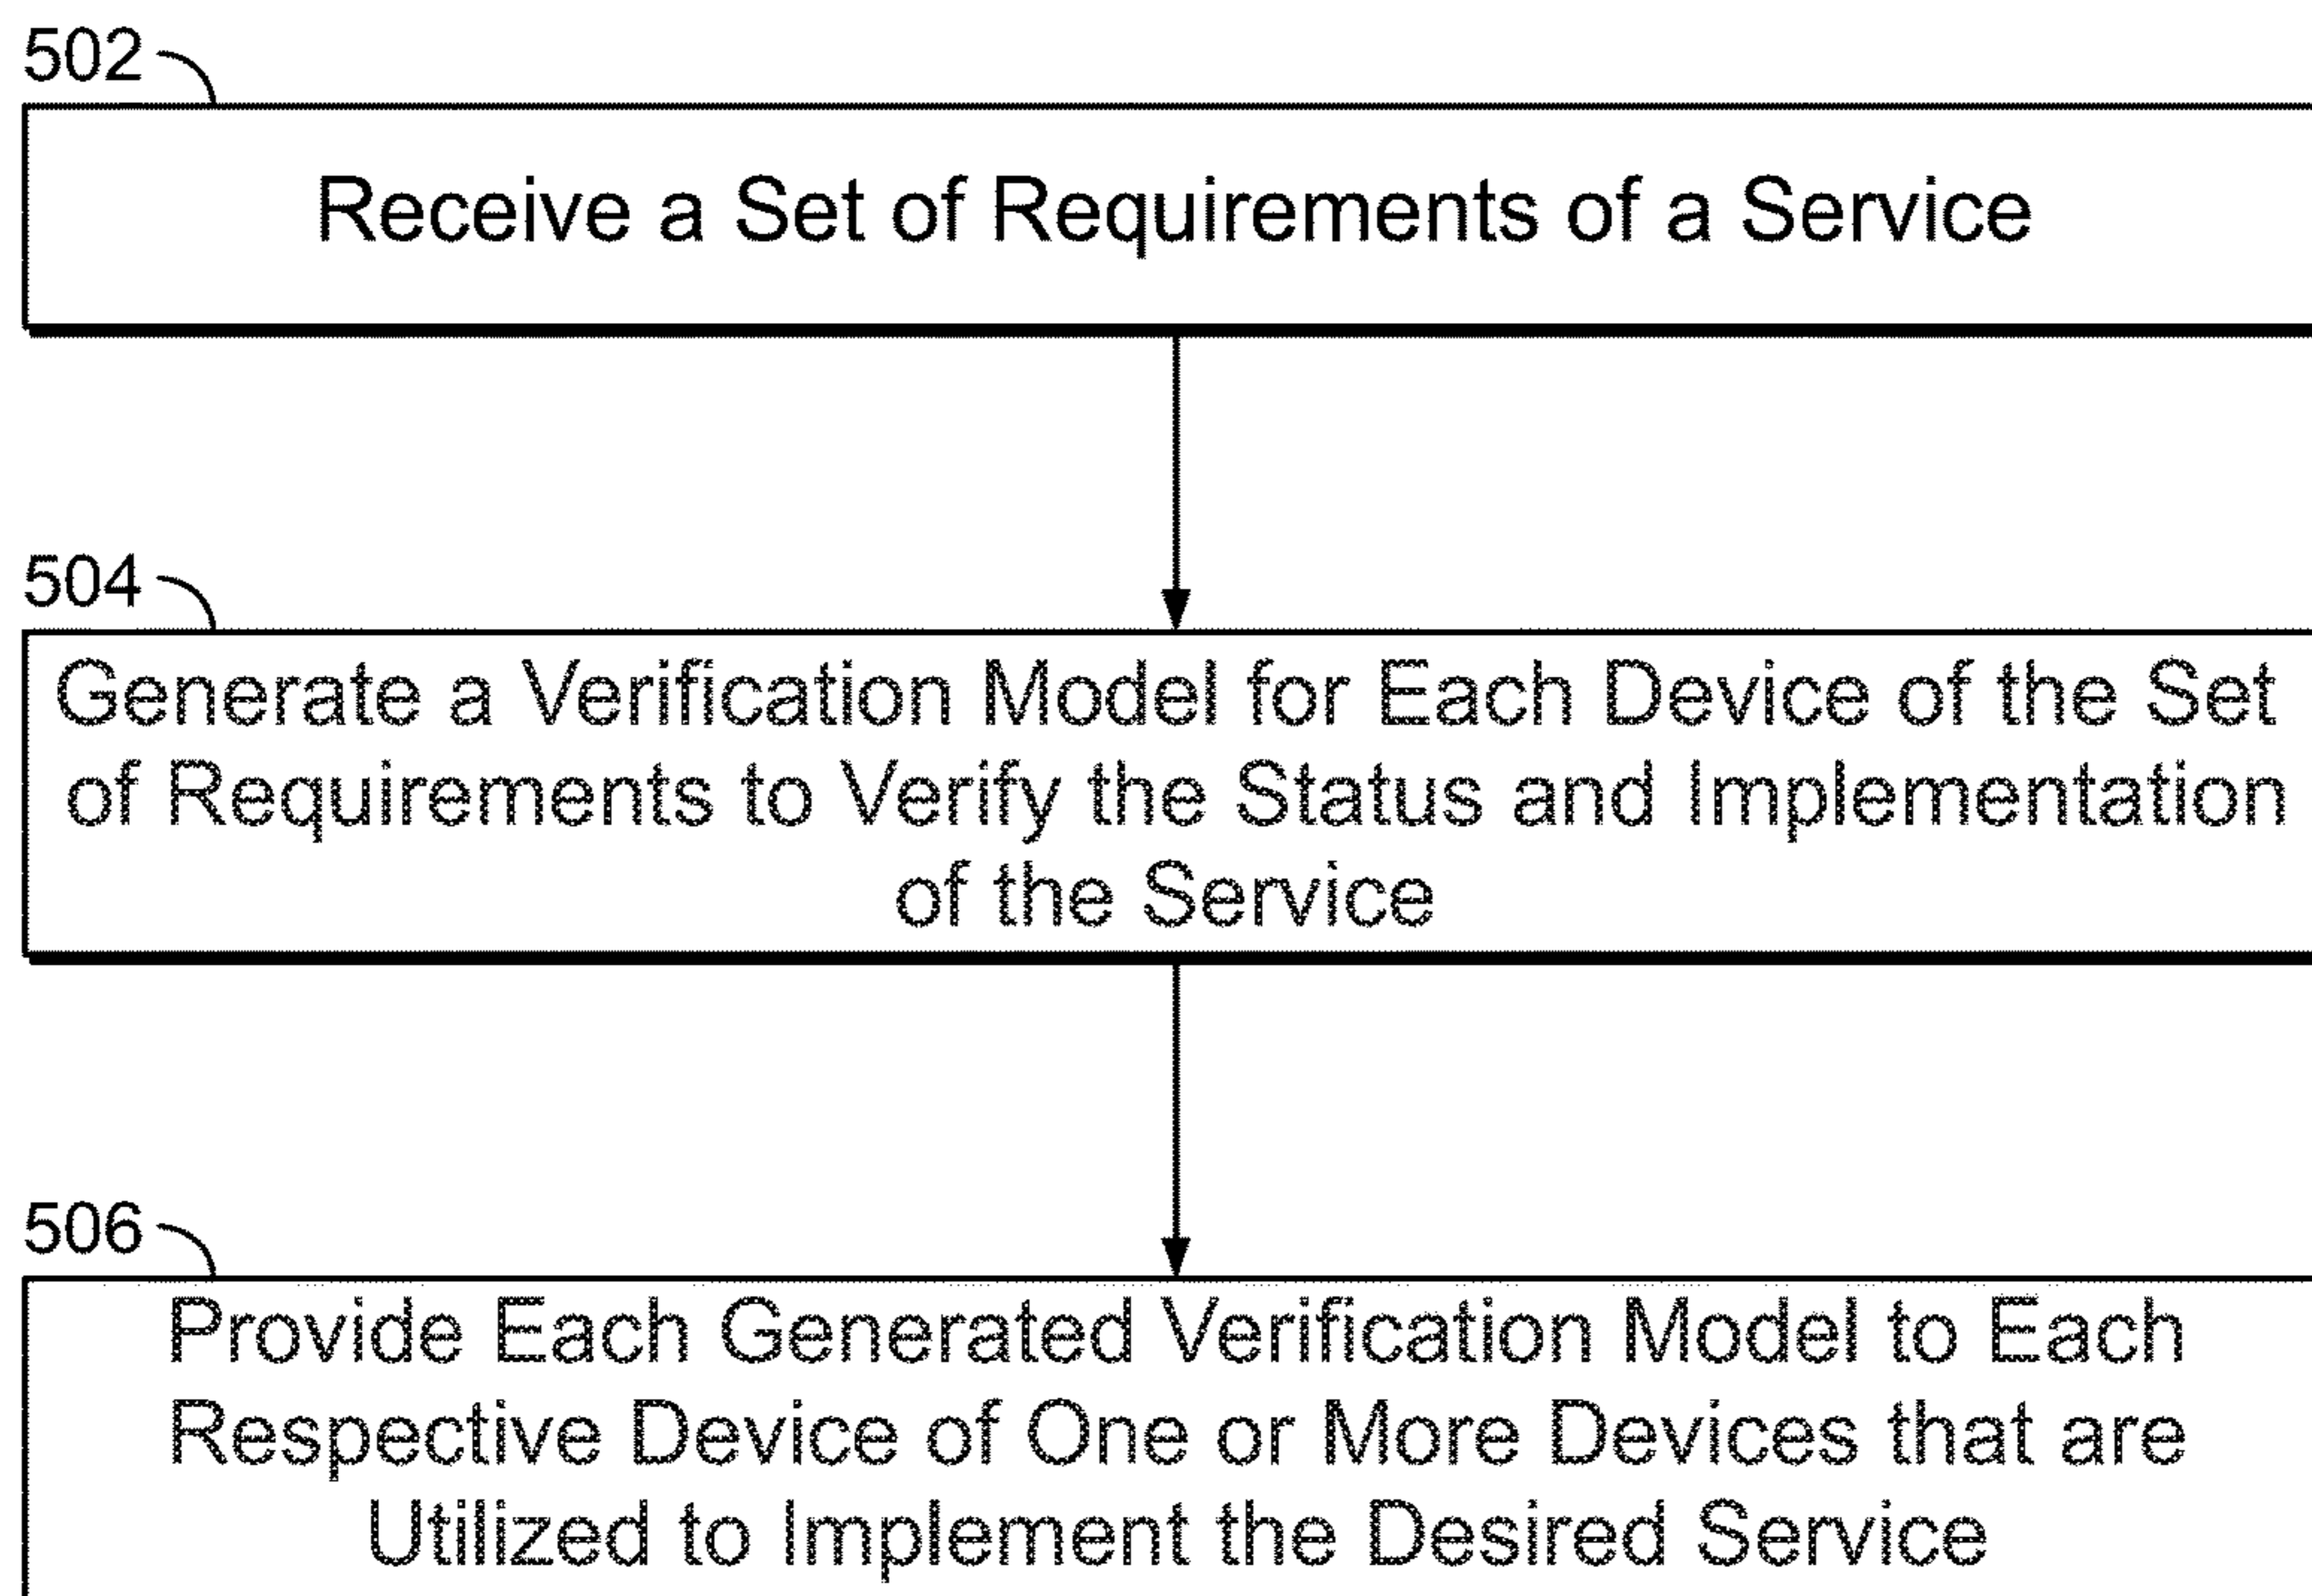 502
Receive a Set of Requirements of a Service
504
Generate a Verification Model for Each Device of the Set
of Requirements to Verify the Status and Implementation
of the Service
506
Provide Each Generated Verification Model to Each
Respective Device of One or More Devices that are
Utilized to Implement the Desired Service